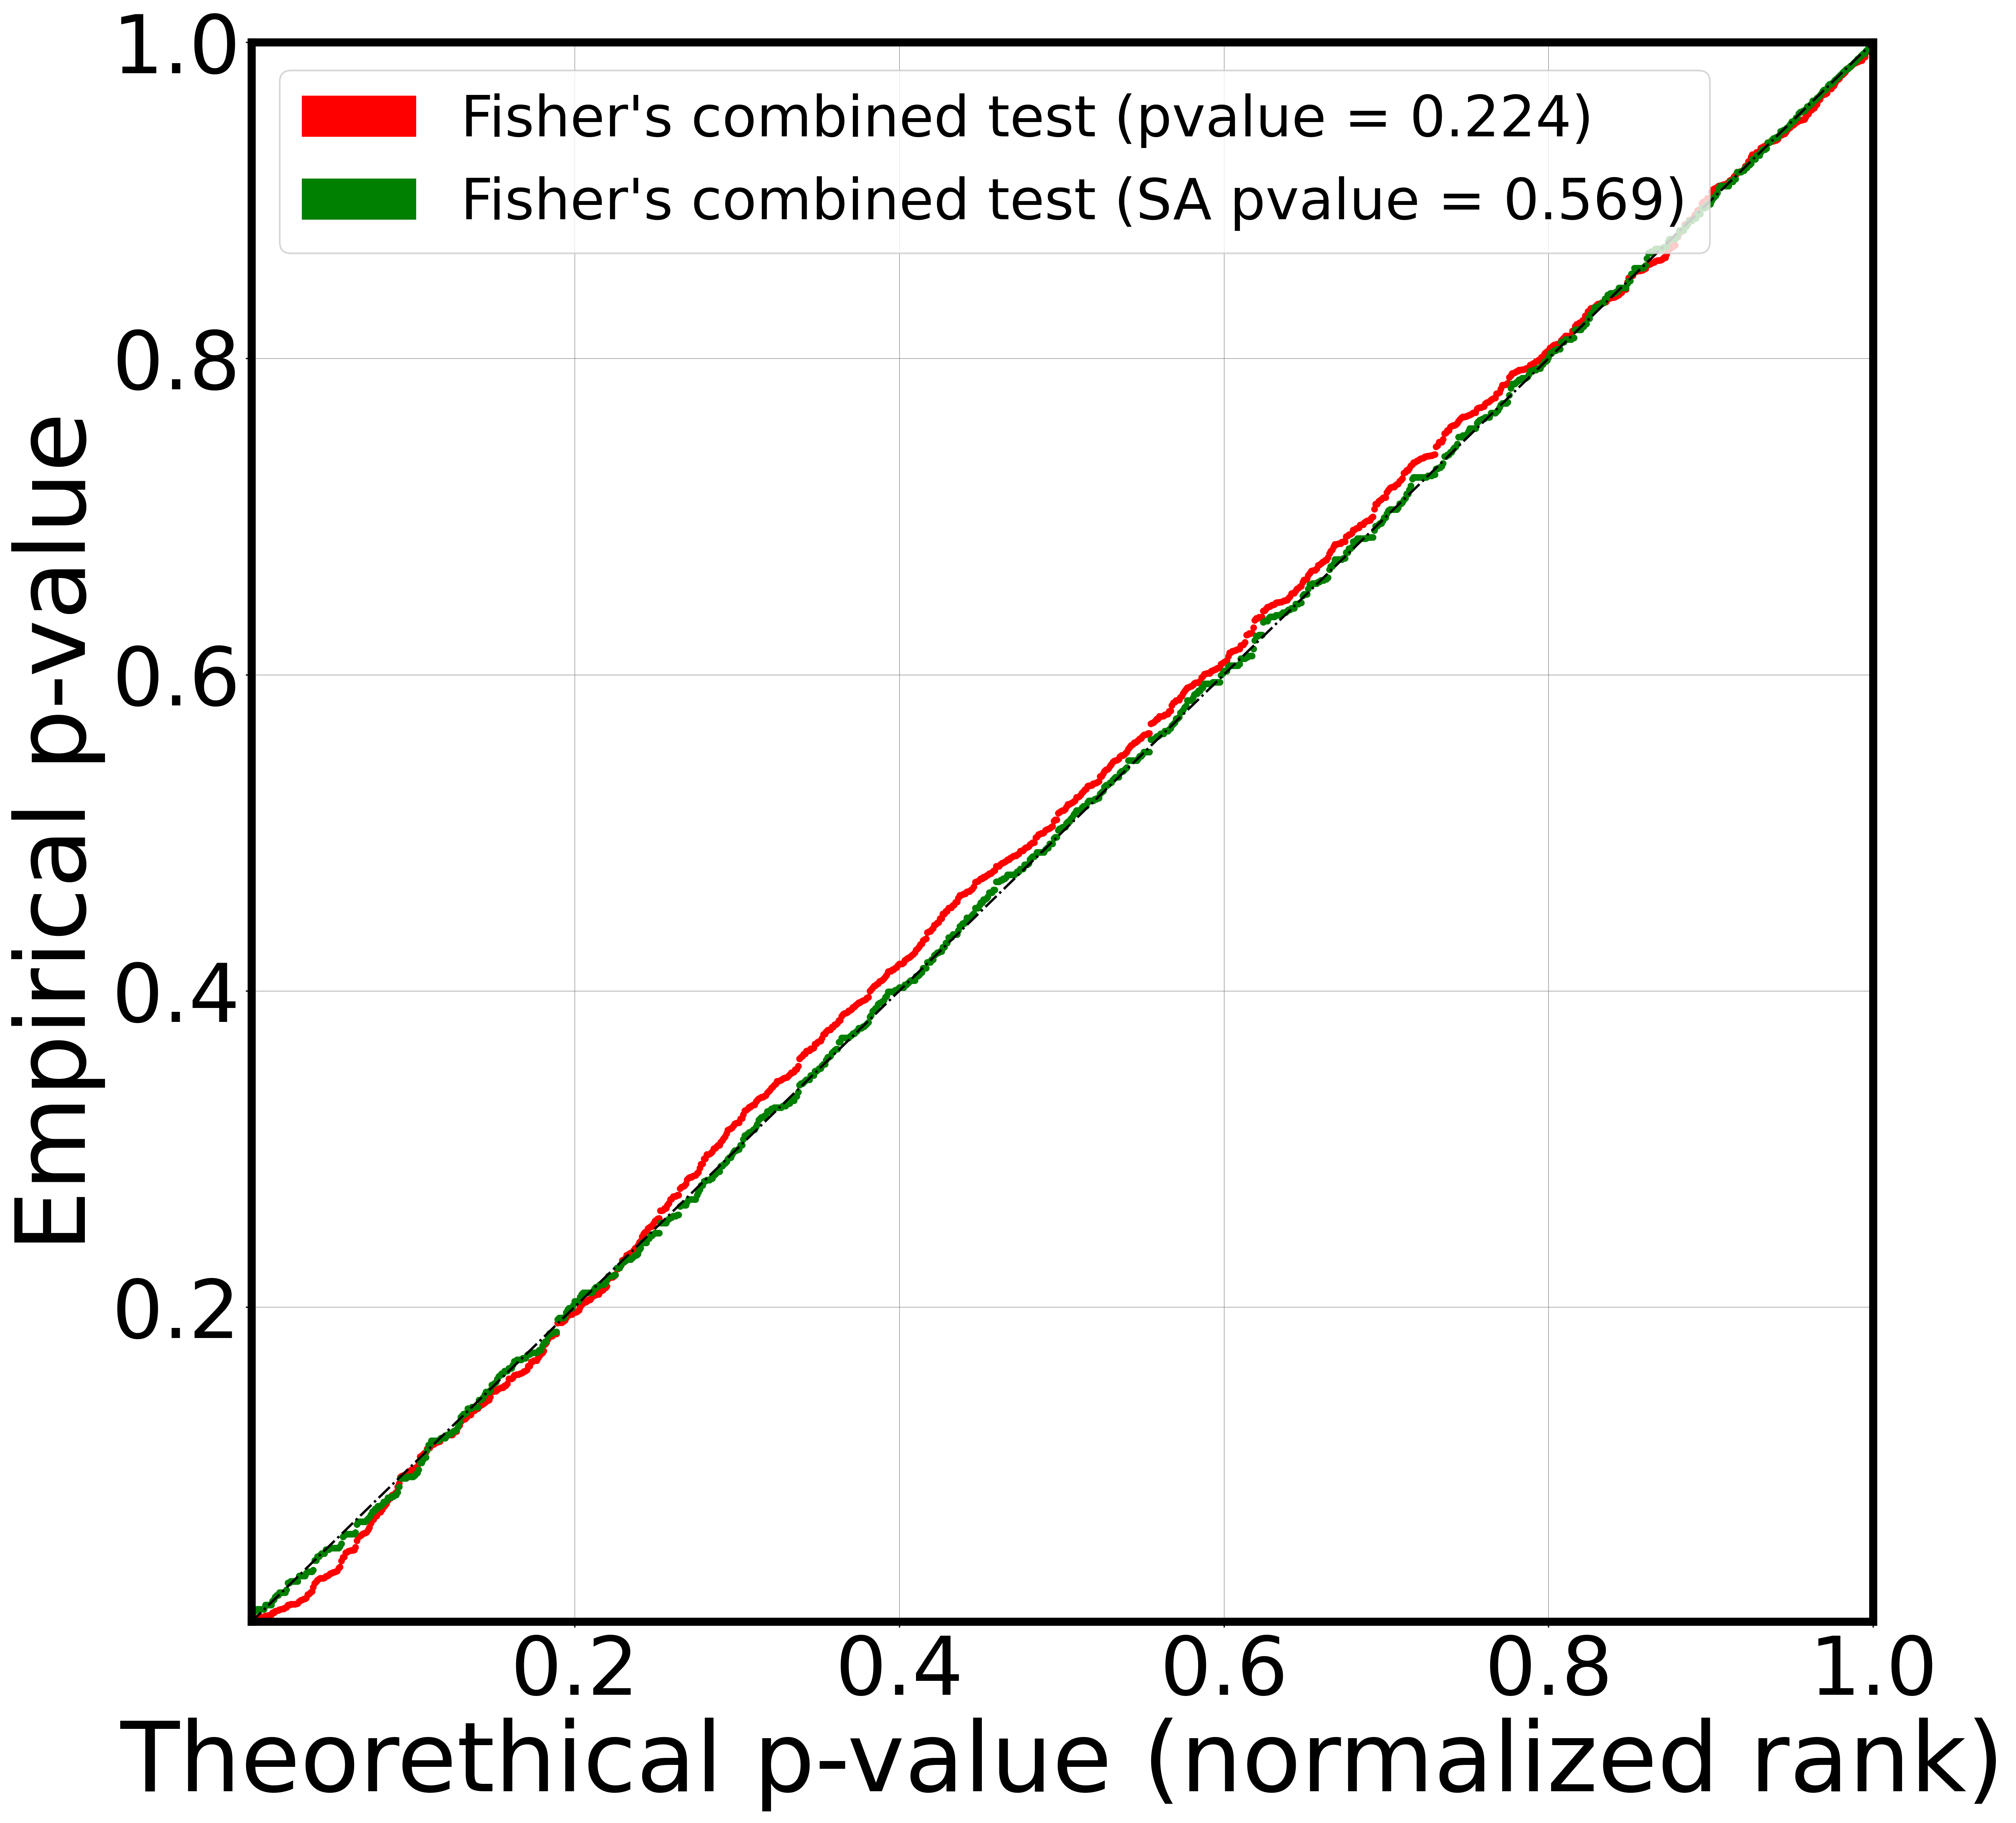 1.0
Fisher's combined test (pvalue = 0.224)
Fisher's combined test (SA pvalue = 0.569)
0.8
0.6
0.4
0.2
Empirical p-value
0.2 0.4 0.6 0.8 1.0
Theorethical p-value (normalized rank)